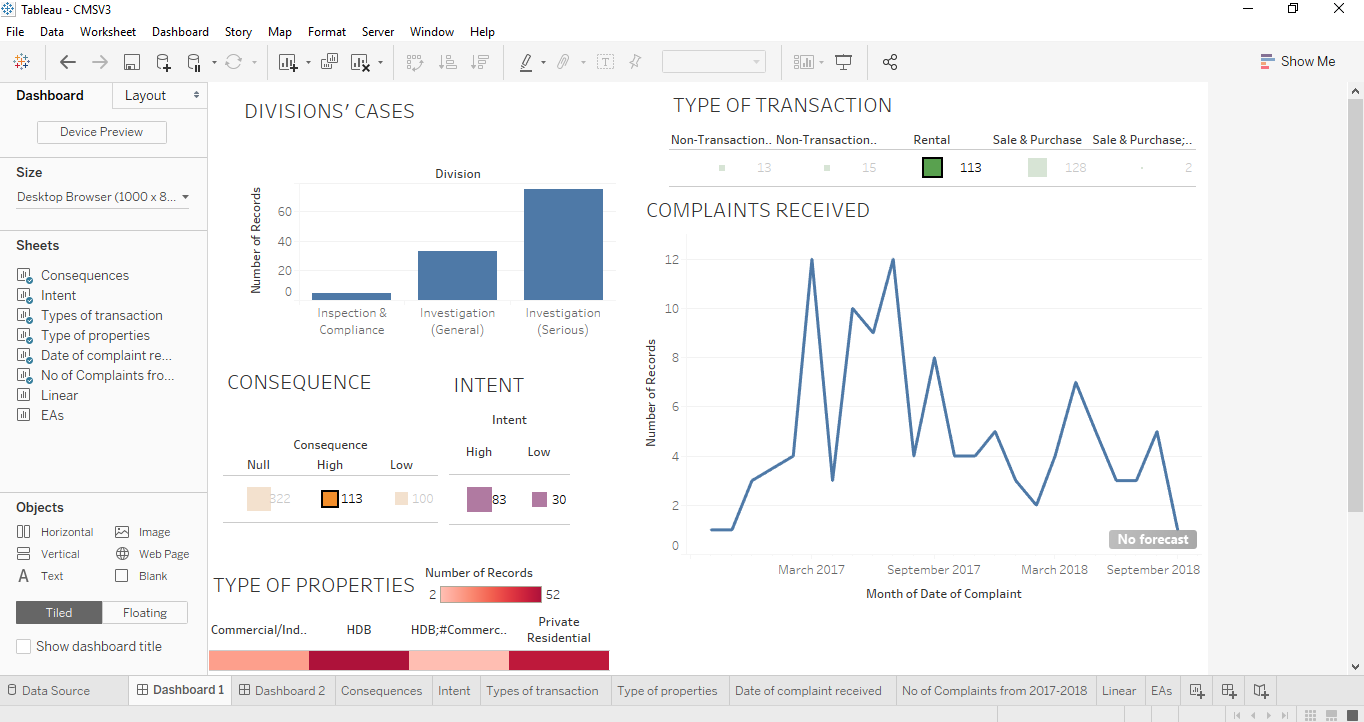 Tableau - CMSV3
File Data Worksheet Dashboard Story Map Format Server Window Help
Show Me
Dashboard
Layout
Device Preview
Size
Desktop Browser (1000 x 8...
Sheets
Consequences
Intent
Types of transaction
Type of properties
Date of complaint re...
No of Complaints fro...
Linear
EAs
Objects
Horizontal Image
Vertical Web Page
A Text Blank
Tiled Floating
Show dashboard title
DIVISIONS' CASES
Division
Number of Records
60
40
20
0
Inspection & Compliance
Investigation (General)
Investigation (Serious)
TYPE OF TRANSACTION
Non-Transaction.. Non-Transaction.. Rental Sale & Purchase Sale & Purchase;..
13 15 113 128 2
COMPLAINTS RECEIVED
Number of Records
12
10
8
6
4
2
0
No forecast
March 2017 September 2017 March 2018 September 2018
Month of Date of Complaint
CONSEQUENCE
Consequence
Null High Low
322 113 100
INTENT
Intent
High Low
83 30
TYPE OF PROPERTIES
Number of Records
2 52
Commercial/Ind.. HDB HDB;#Commerc.. Private Residential
Data Source Dashboard 1 Dashboard 2 Consequences Intent Types of transaction Type of properties Date of complaint received No of Complaints from 2017-2018 Linear EAs